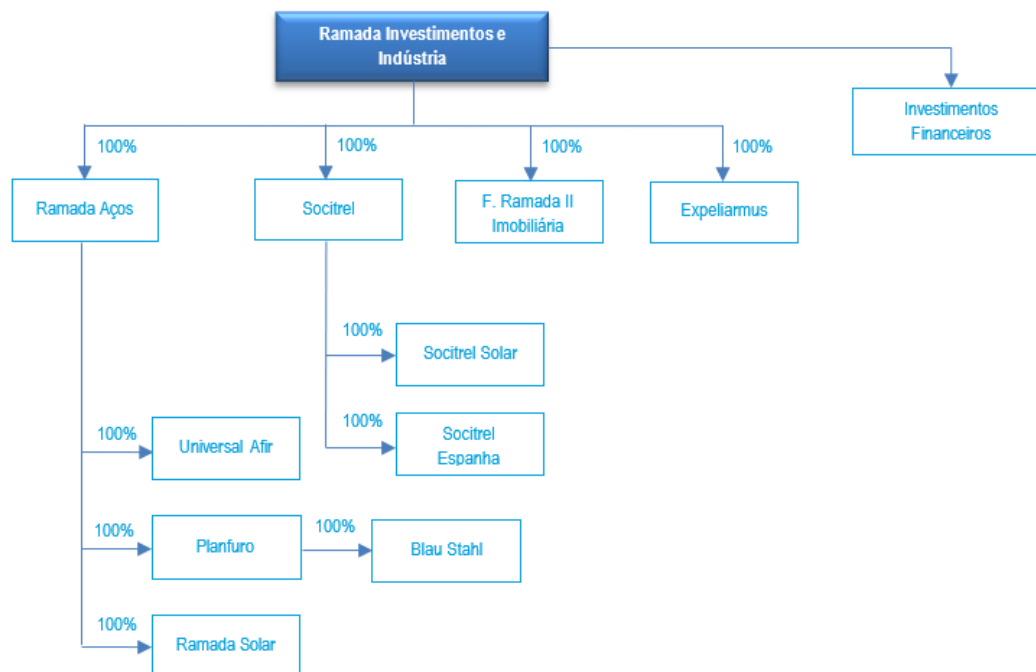 Ramada Investimentos e
Indústria
Investimentos
Financeiros
100%
100%
100%
100%
Ramada Aços
Socitrel
F. Ramada II
Imobiliária
Expeliarmus
100%
Socitrel Solar
100%
Socitrel
Espanha
100%
Universal Afir
100%
Planfuro
100%
Blau Stahl
100%
Ramada Solar